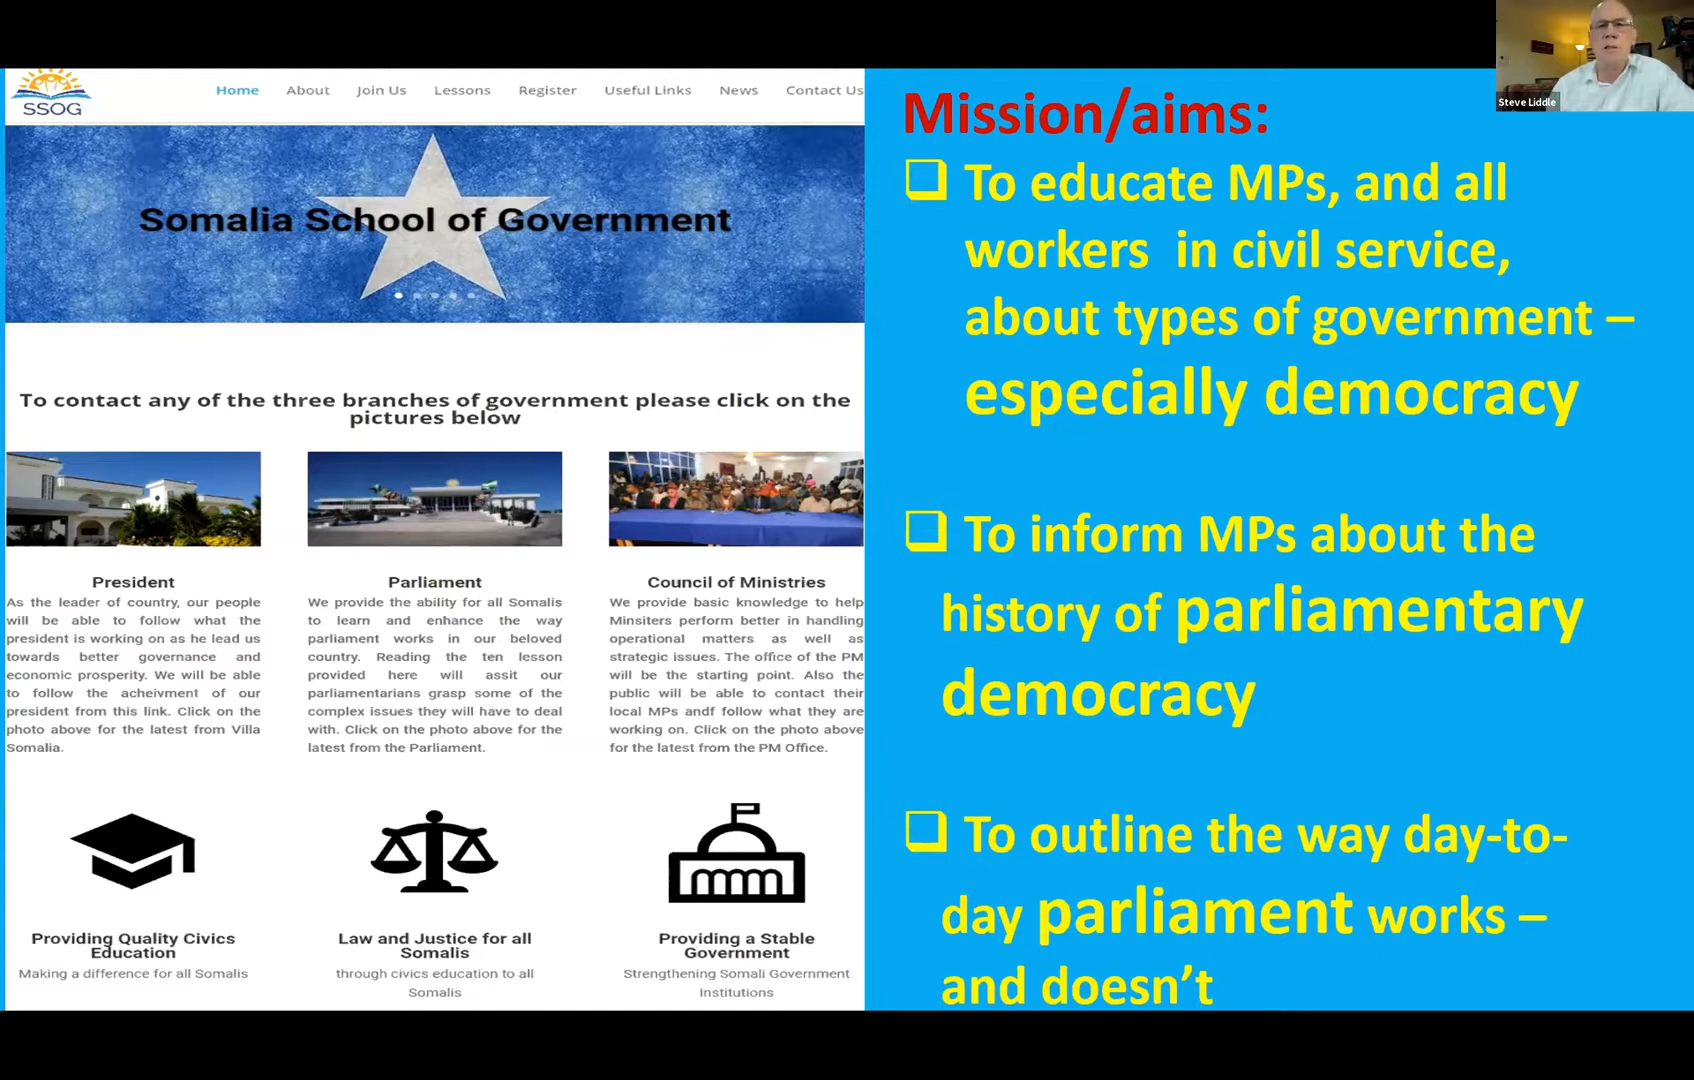 SSOG
Home About Join Us Lessons Register Useful Links News Contact Us
Somalia School of Government
To contact any of the three branches of government please click on the
pictures below
President
As the leader of country, our people
will be able to follow what the
president is working on as he lead us
towards better governance and
economic prosperity. We will be able
to follow the acheivment of our
president from this link. Click on the
photo above for the latest from Villa
Somalia.
Parliament
We provide the ability for all Somalis
to learn and enhance the way
parliament works in our beloved
country. Reading the ten lesson
provided here will assit our
parliamentarians grasp some of the
complex issues they will have to deal
with. Click on the photo above for the
latest from the Parliament.
Council of Ministries
We provide basic knowledge to help
Minsiters perform better in handling
operational matters as well as
strategic issues. The office of the PM
will be the starting point. Also the
public will be able to contact their
local MPs andf follow what they are
working on. Click on the photo above
for the latest from the PM Office.
Providing Quality Civics
Education
Making a difference for all Somalis
Law and Justice for all
Somalis
through civics education to all
Somalis
Providing a Stable
Government
Strengthening Somali Government
Institutions
Mission/aims:
To educate MPs, and all
workers in civil service,
about types of government –
especially democracy
To inform MPs about the
history of parliamentary
democracy
To outline the way day-to-
day parliament works –
and doesn't
Steve Liddle